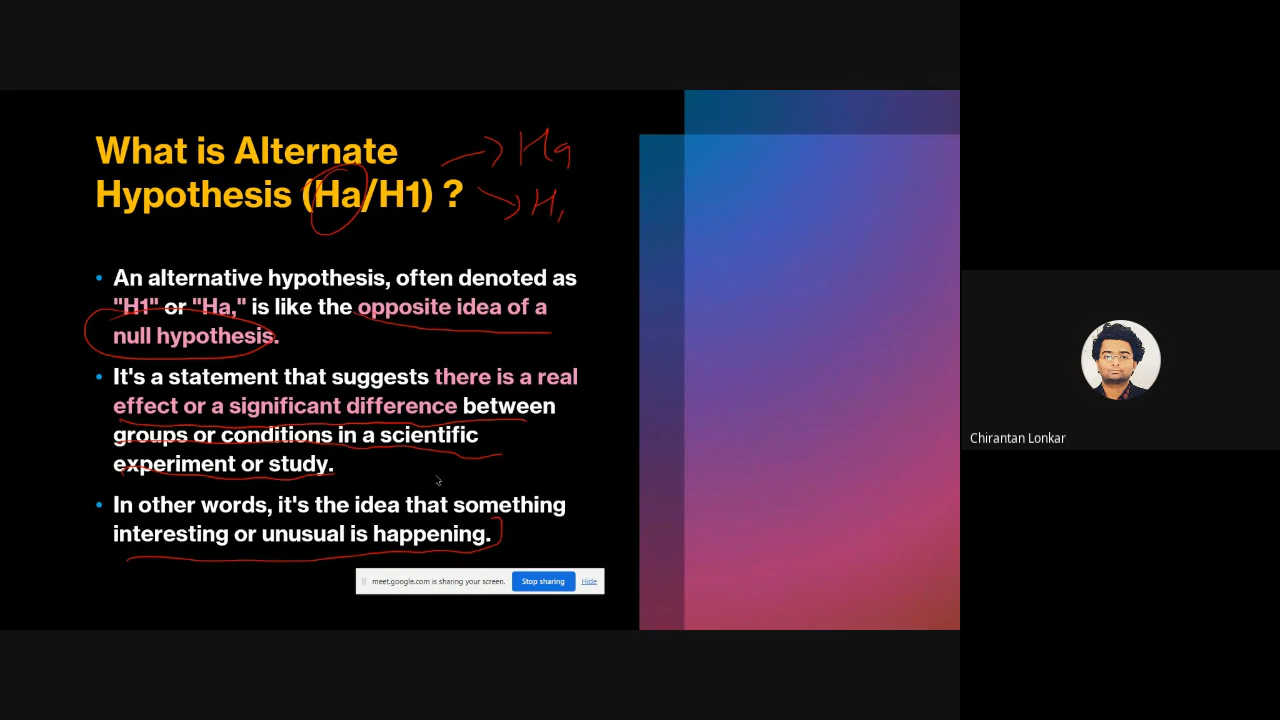 What is Alternate
Hypothesis (Ha/H1) ?
Ha
H1
An alternative hypothesis, often denoted as
"H1" or "Ha," is like the opposite idea of a
null hypothesis.
It's a statement that suggests there is a real
effect or a significant difference between
groups or conditions in a scientific
experiment or study.
In other words, it's the idea that something
interesting or unusual is happening.
meet.google.com is sharing your screen. Stop sharing Hide
Chirantan Lonkar